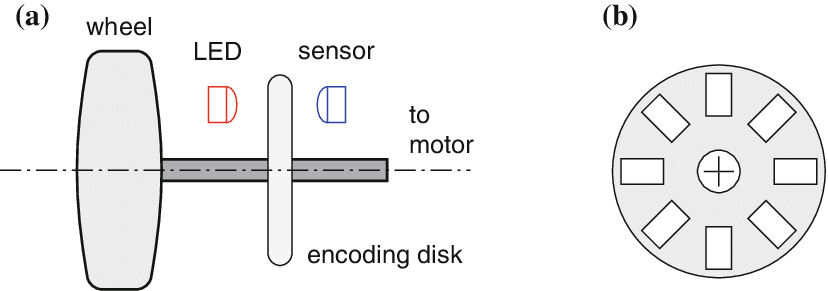 (a)
(b)
wheel
LED
sensor
to
motor
encoding disk